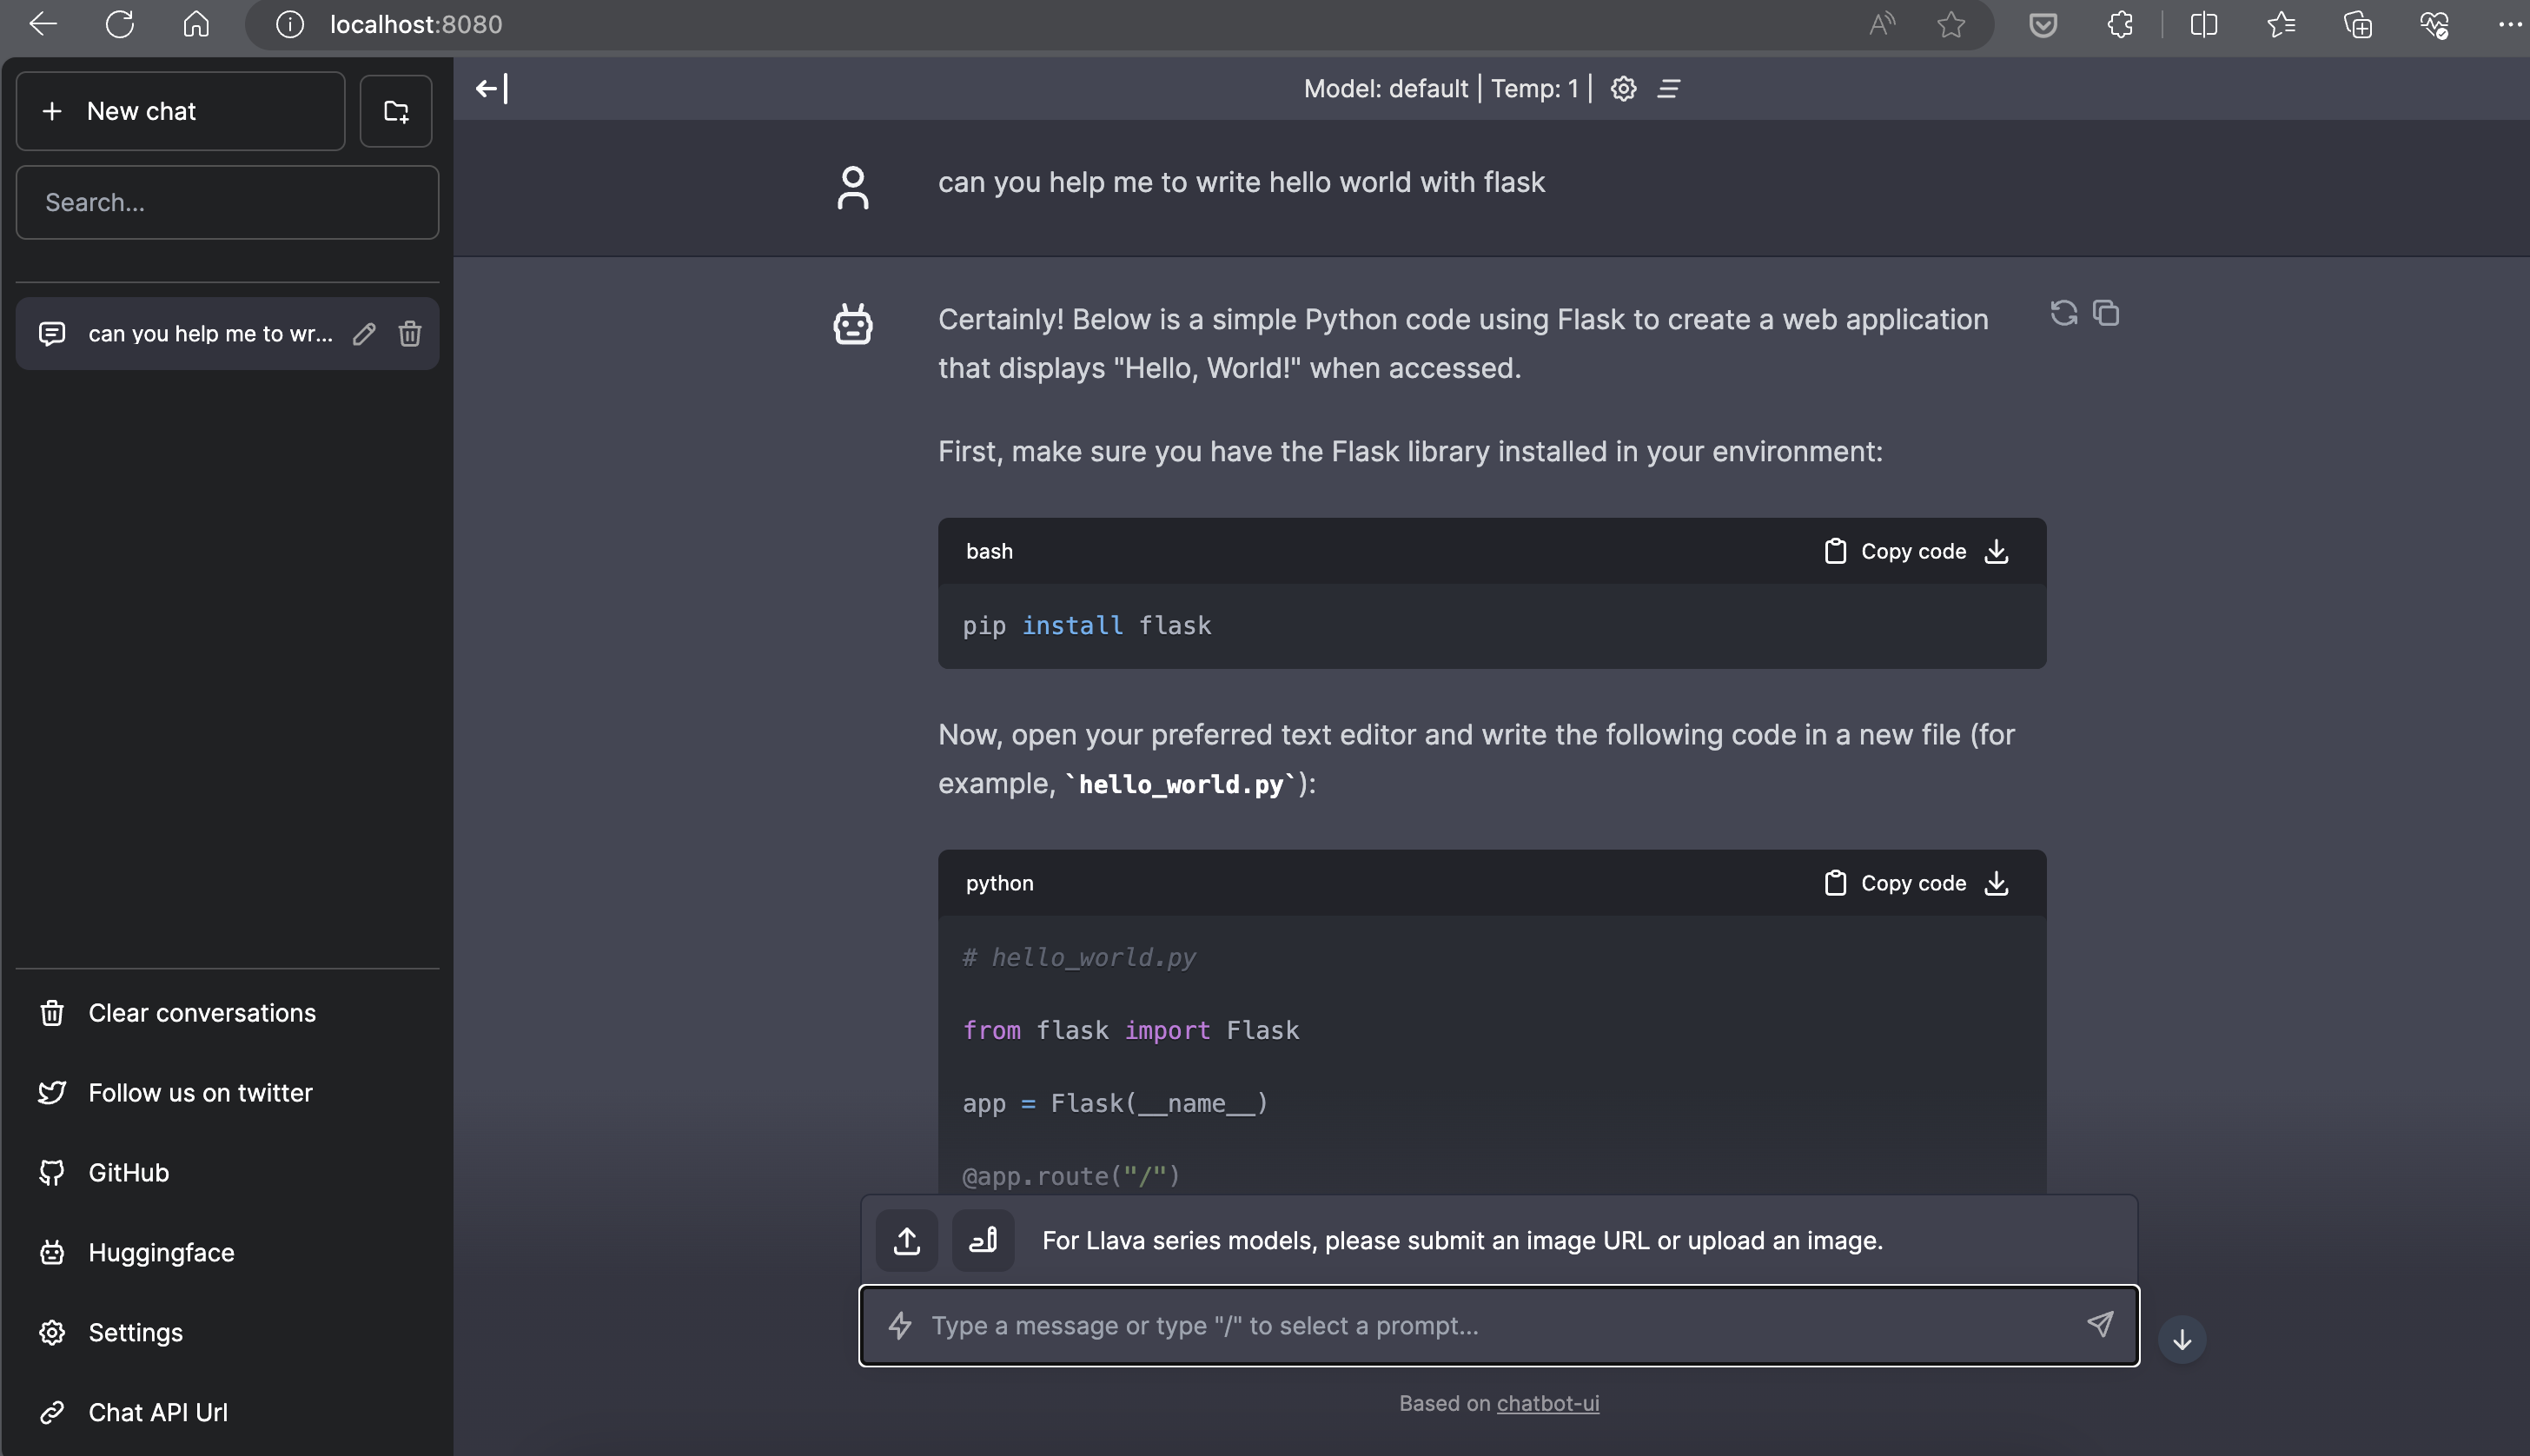 localhost:8080
New chat
Search...
can you help me to wr...
Clear conversations
Follow us on twitter
GitHub
Huggingface
Settings
Chat API Url
Model: default | Temp: 1 |
can you help me to write hello world with flask
Certainly! Below is a simple Python code using Flask to create a web application
that displays "Hello, World!" when accessed.
First, make sure you have the Flask library installed in your environment:
bash
Copy code
pip install flask
Now, open your preferred text editor and write the following code in a new file (for
example, `hello_world.py`):
python
Copy code
# hello_world.py
from flask import Flask
app = Flask(__name__)
@app.route("/")
For Llava series models, please submit an image URL or upload an image.
Type a message or type "/" to select a prompt...
Based on chatbot-ui